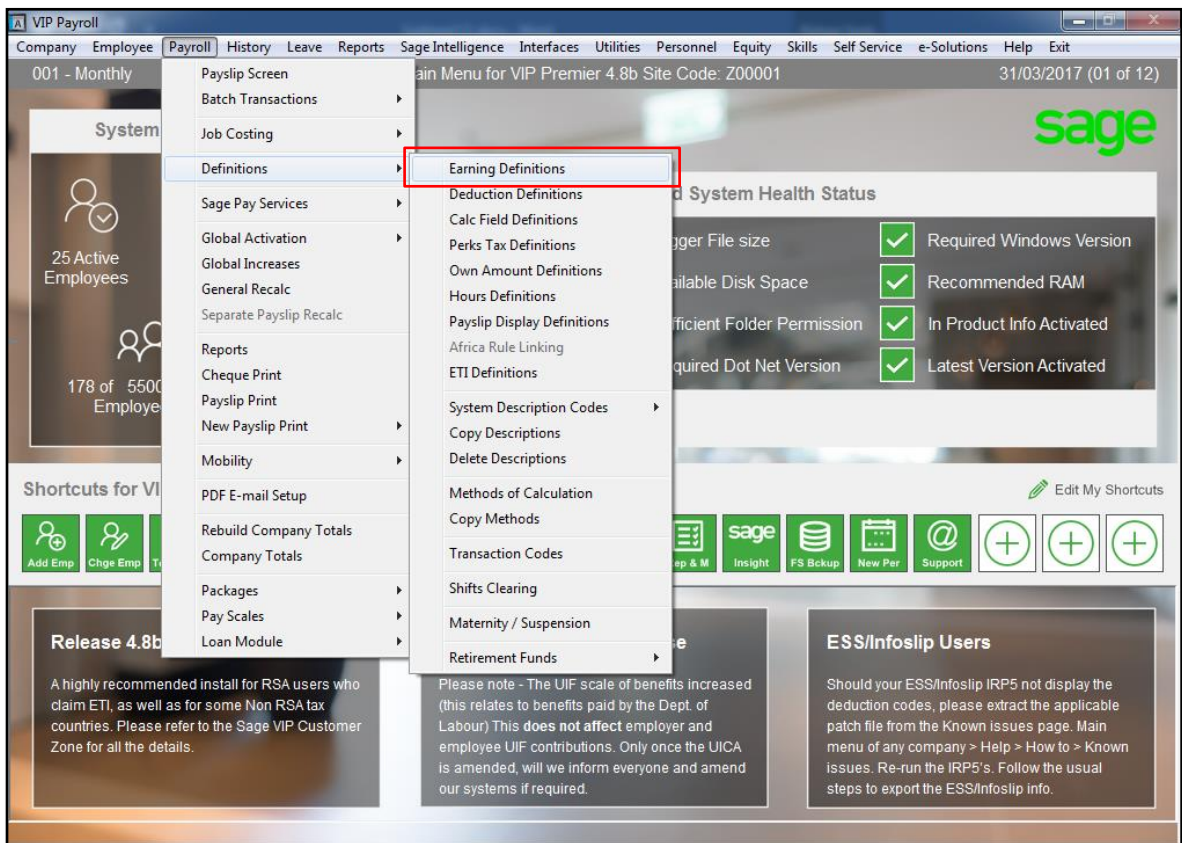 VIP Payroll
Company Employee Payroll History Leave Reports Sage Intelligence Interfaces Utilities Personnel Equity Skills Self Service e-Solutions Help Exit
001 - Monthly
ain Menu for VIP Premier 4.8b Site Code: Z00001
31/03/2017 (01 of 12)
sage
System
25 Active
Employees
178 of 5500
Employe
Payslip Screen
Batch Transactions
Job Costing
Definitions
Sage Pay Services
Global Activation
Global Increases
General Recalc
Separate Payslip Recalc
Reports
Cheque Print
Payslip Print
New Payslip Print
Mobility
PDF E-mail Setup
Rebuild Company Totals
Company Totals
Packages
Pay Scales
Loan Module
Earning Definitions
Deduction Definitions
Calc Field Definitions
Perks Tax Definitions
Own Amount Definitions
Hours Definitions
Payslip Display Definitions
Africa Rule Linking
ETI Definitions
System Description Codes
Copy Descriptions
Delete Descriptions
Methods of Calculation
Copy Methods
Transaction Codes
Shifts Clearing
Maternity / Suspension
Retirement Funds
d System Health Status
gger File size
Required Windows Version
ailable Disk Space
Recommended RAM
fficient Folder Permission
In Product Info Activated
quired Dot Net Version
Latest Version Activated
Shortcuts for VI
Edit My Shortcuts
Add Emp
Chge Emp
ep & M
sage
Insight
FS Bckup
New Per
Support
Release 4.8b
A highly recommended install for RSA users who
claim ETI, as well as for some Non RSA tax
countries. Please refer to the Sage VIP Customer
Zone for all the details.
e
Please note - The UIF scale of benefits increased
(this relates to benefits paid by the Dept. of
Labour) This does not affect employer and
employee UIF contributions. Only once the UICA
is amended, will we inform everyone and amend
our systems if required.
ESS/Infoslip Users
Should your ESS/Infoslip IRP5 not display the
deduction codes, please extract the applicable
patch file from the Known issues page. Main
menu of any company > Help > How to > Known
issues. Re-run the IRP5's. Follow the usual
steps to export the ESS/Infoslip info.